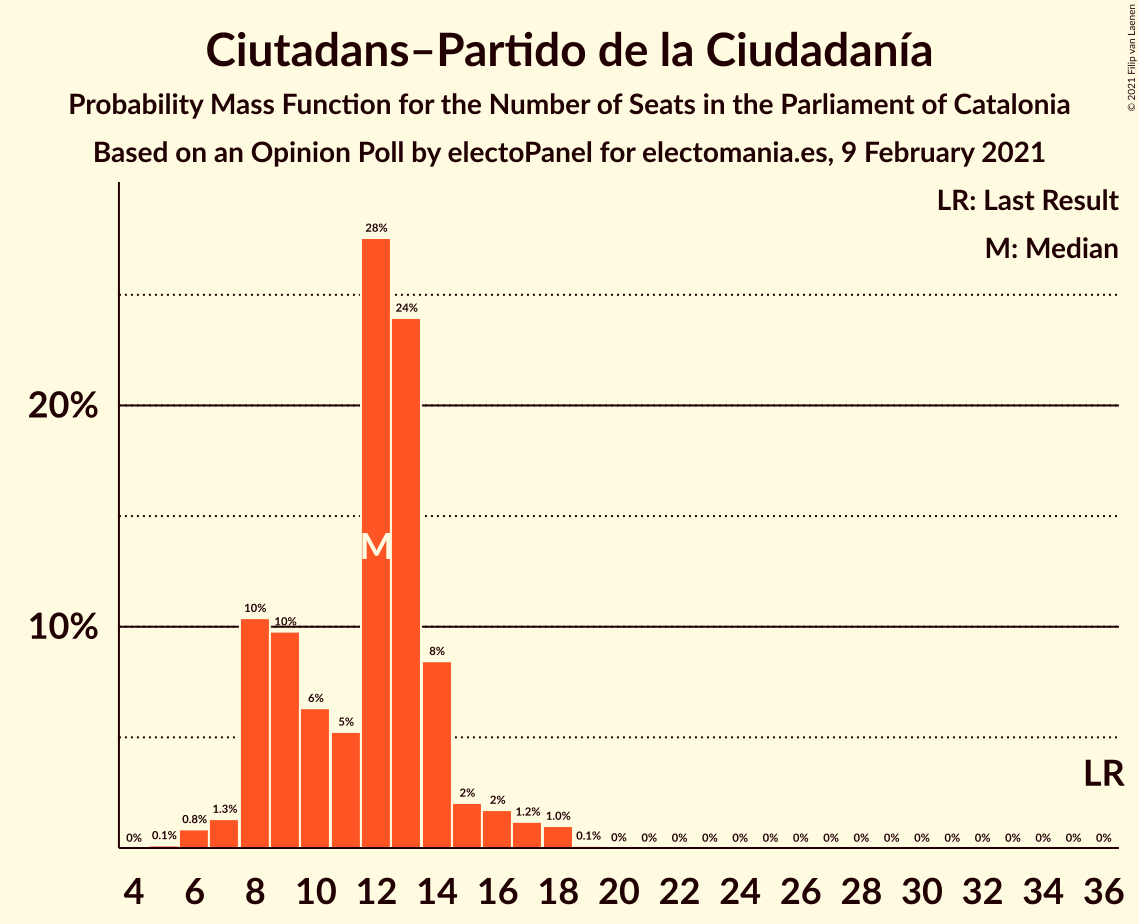 Ciutadans–Partido de la Ciudadanía
Probability Mass Function for the Number of Seats in the Parliament of Catalonia
Based on an Opinion Poll by electoPanel for electomania.es, 9 February 2021
© 2021 Filip van Laenen
LR: Last Result
M: Median
28%
24%
20%
M
10% 10%
10%
8%
6%
5%
LR
0% 0.1% 0.8% 1.3% 2% 2% 1.2% 1.0% 0.1% 0% 0% 0% 0% 0% 0% 0% 0% 0% 0% 0% 0% 0% 0% 0% 0% 0%
4 6 8 10 12 14 16 18 20 22 24 26 28 30 32 34 36